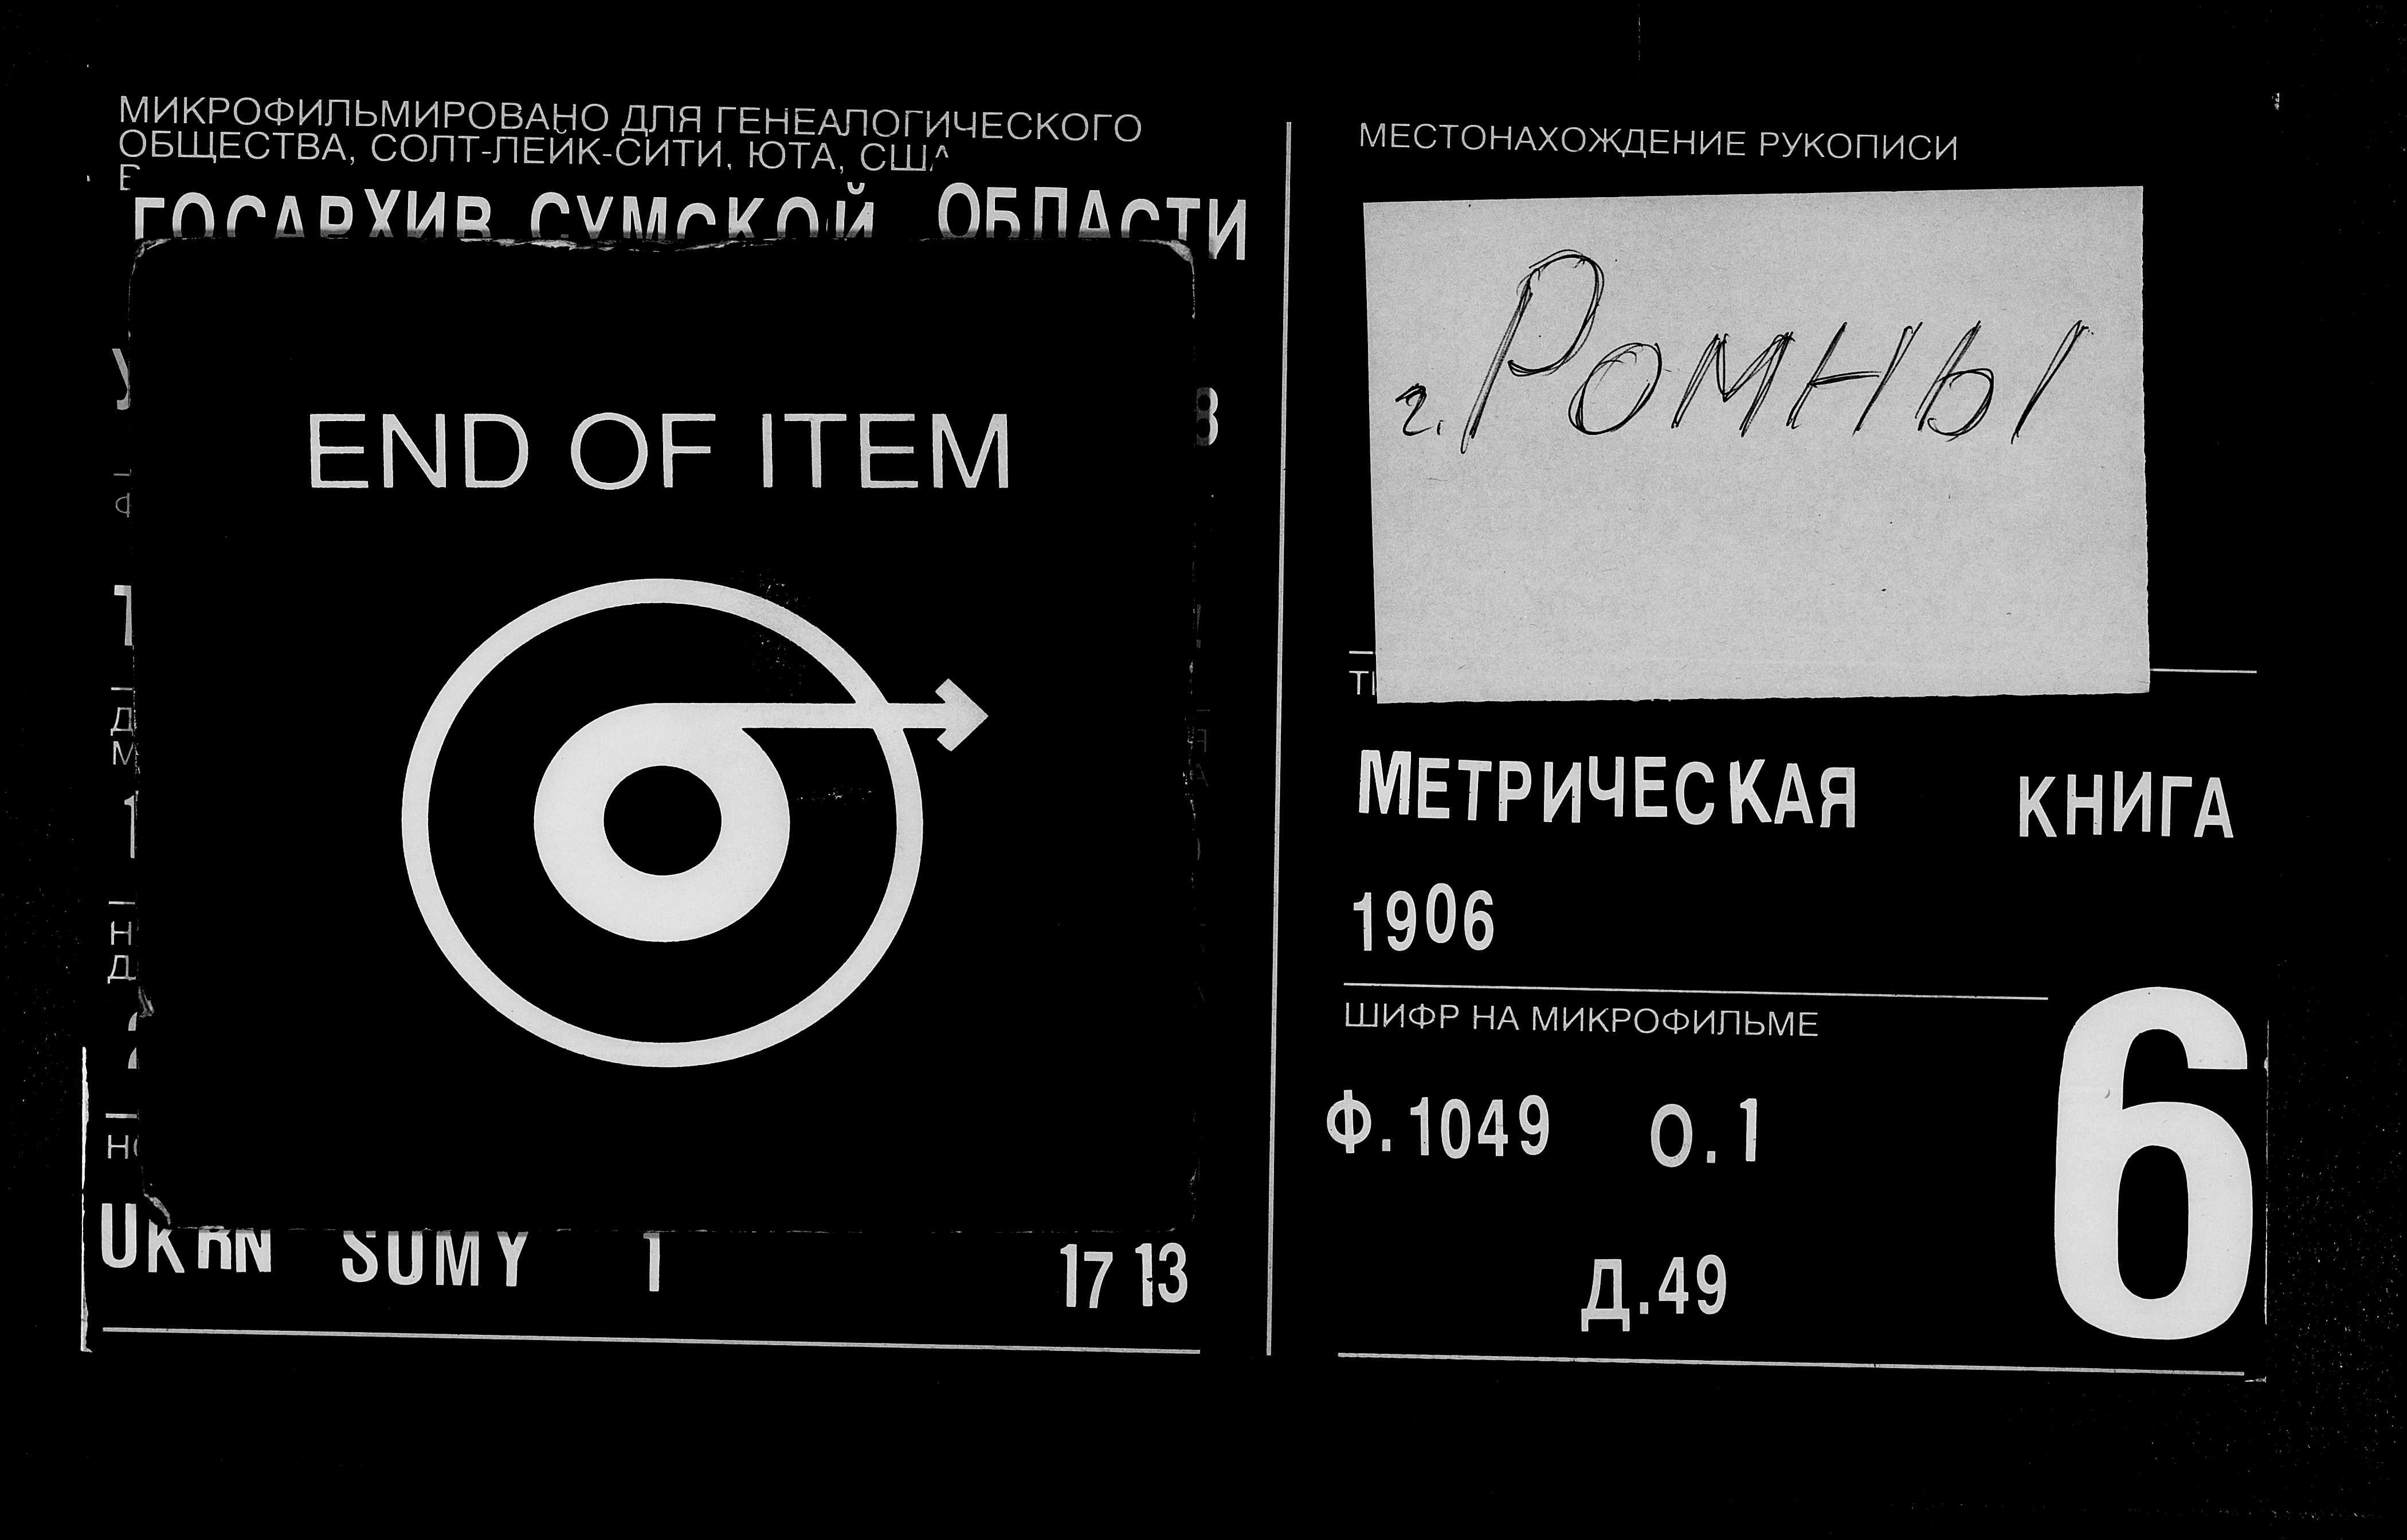 МИКРОФИЛЬМИРОВАНО ДЛЯ ГЕНЕАЛОГИЧЕСКОГО
ОБЩЕСТВА, СОЛТ-ЛЕЙК-СИТИ, ЮТА, США
ГОСАРХИВ СУМСКОЙ ОБЛАСТИ
END OF ITEM
UKRN SUMY 1 17 13
МЕСТОНАХОЖДЕНИЕ РУКОПИСИ
г. Ромны
МЕТРИЧЕСКАЯ КНИГА
1906
ШИФР НА МИКРОФИЛЬМЕ
Ф.1049 О.1
Д.49
6